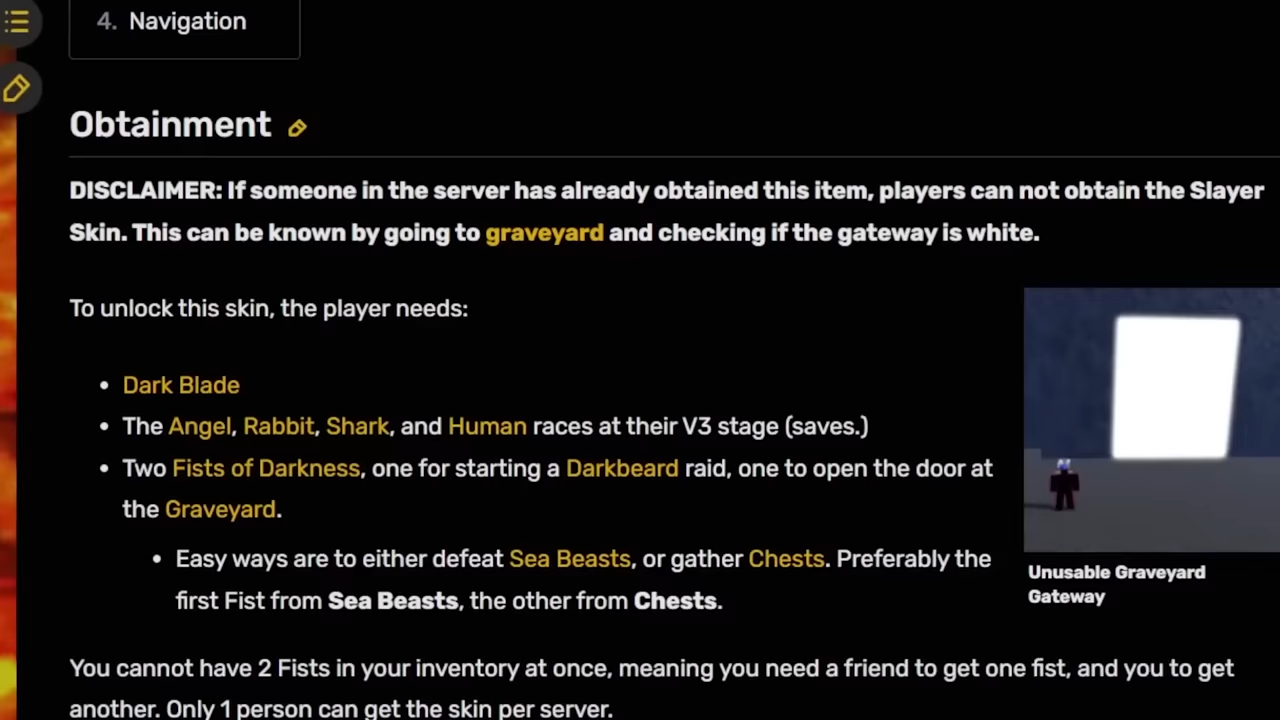 4. Navigation
Obtainment
DISCLAIMER: If someone in the server has already obtained this item, players can not obtain the Slayer
Skin. This can be known by going to graveyard and checking if the gateway is white.
To unlock this skin, the player needs:
• Dark Blade
• The Angel, Rabbit, Shark, and Human races at their V3 stage (saves.)
• Two Fists of Darkness, one for starting a Darkbeard raid, one to open the door at
the Graveyard.
• Easy ways are to either defeat Sea Beasts, or gather Chests. Preferably the
first Fist from Sea Beasts, the other from Chests.
Unusable Graveyard
Gateway
You cannot have 2 Fists in your inventory at once, meaning you need a friend to get one fist, and you to get
another. Only 1 person can get the skin per server.